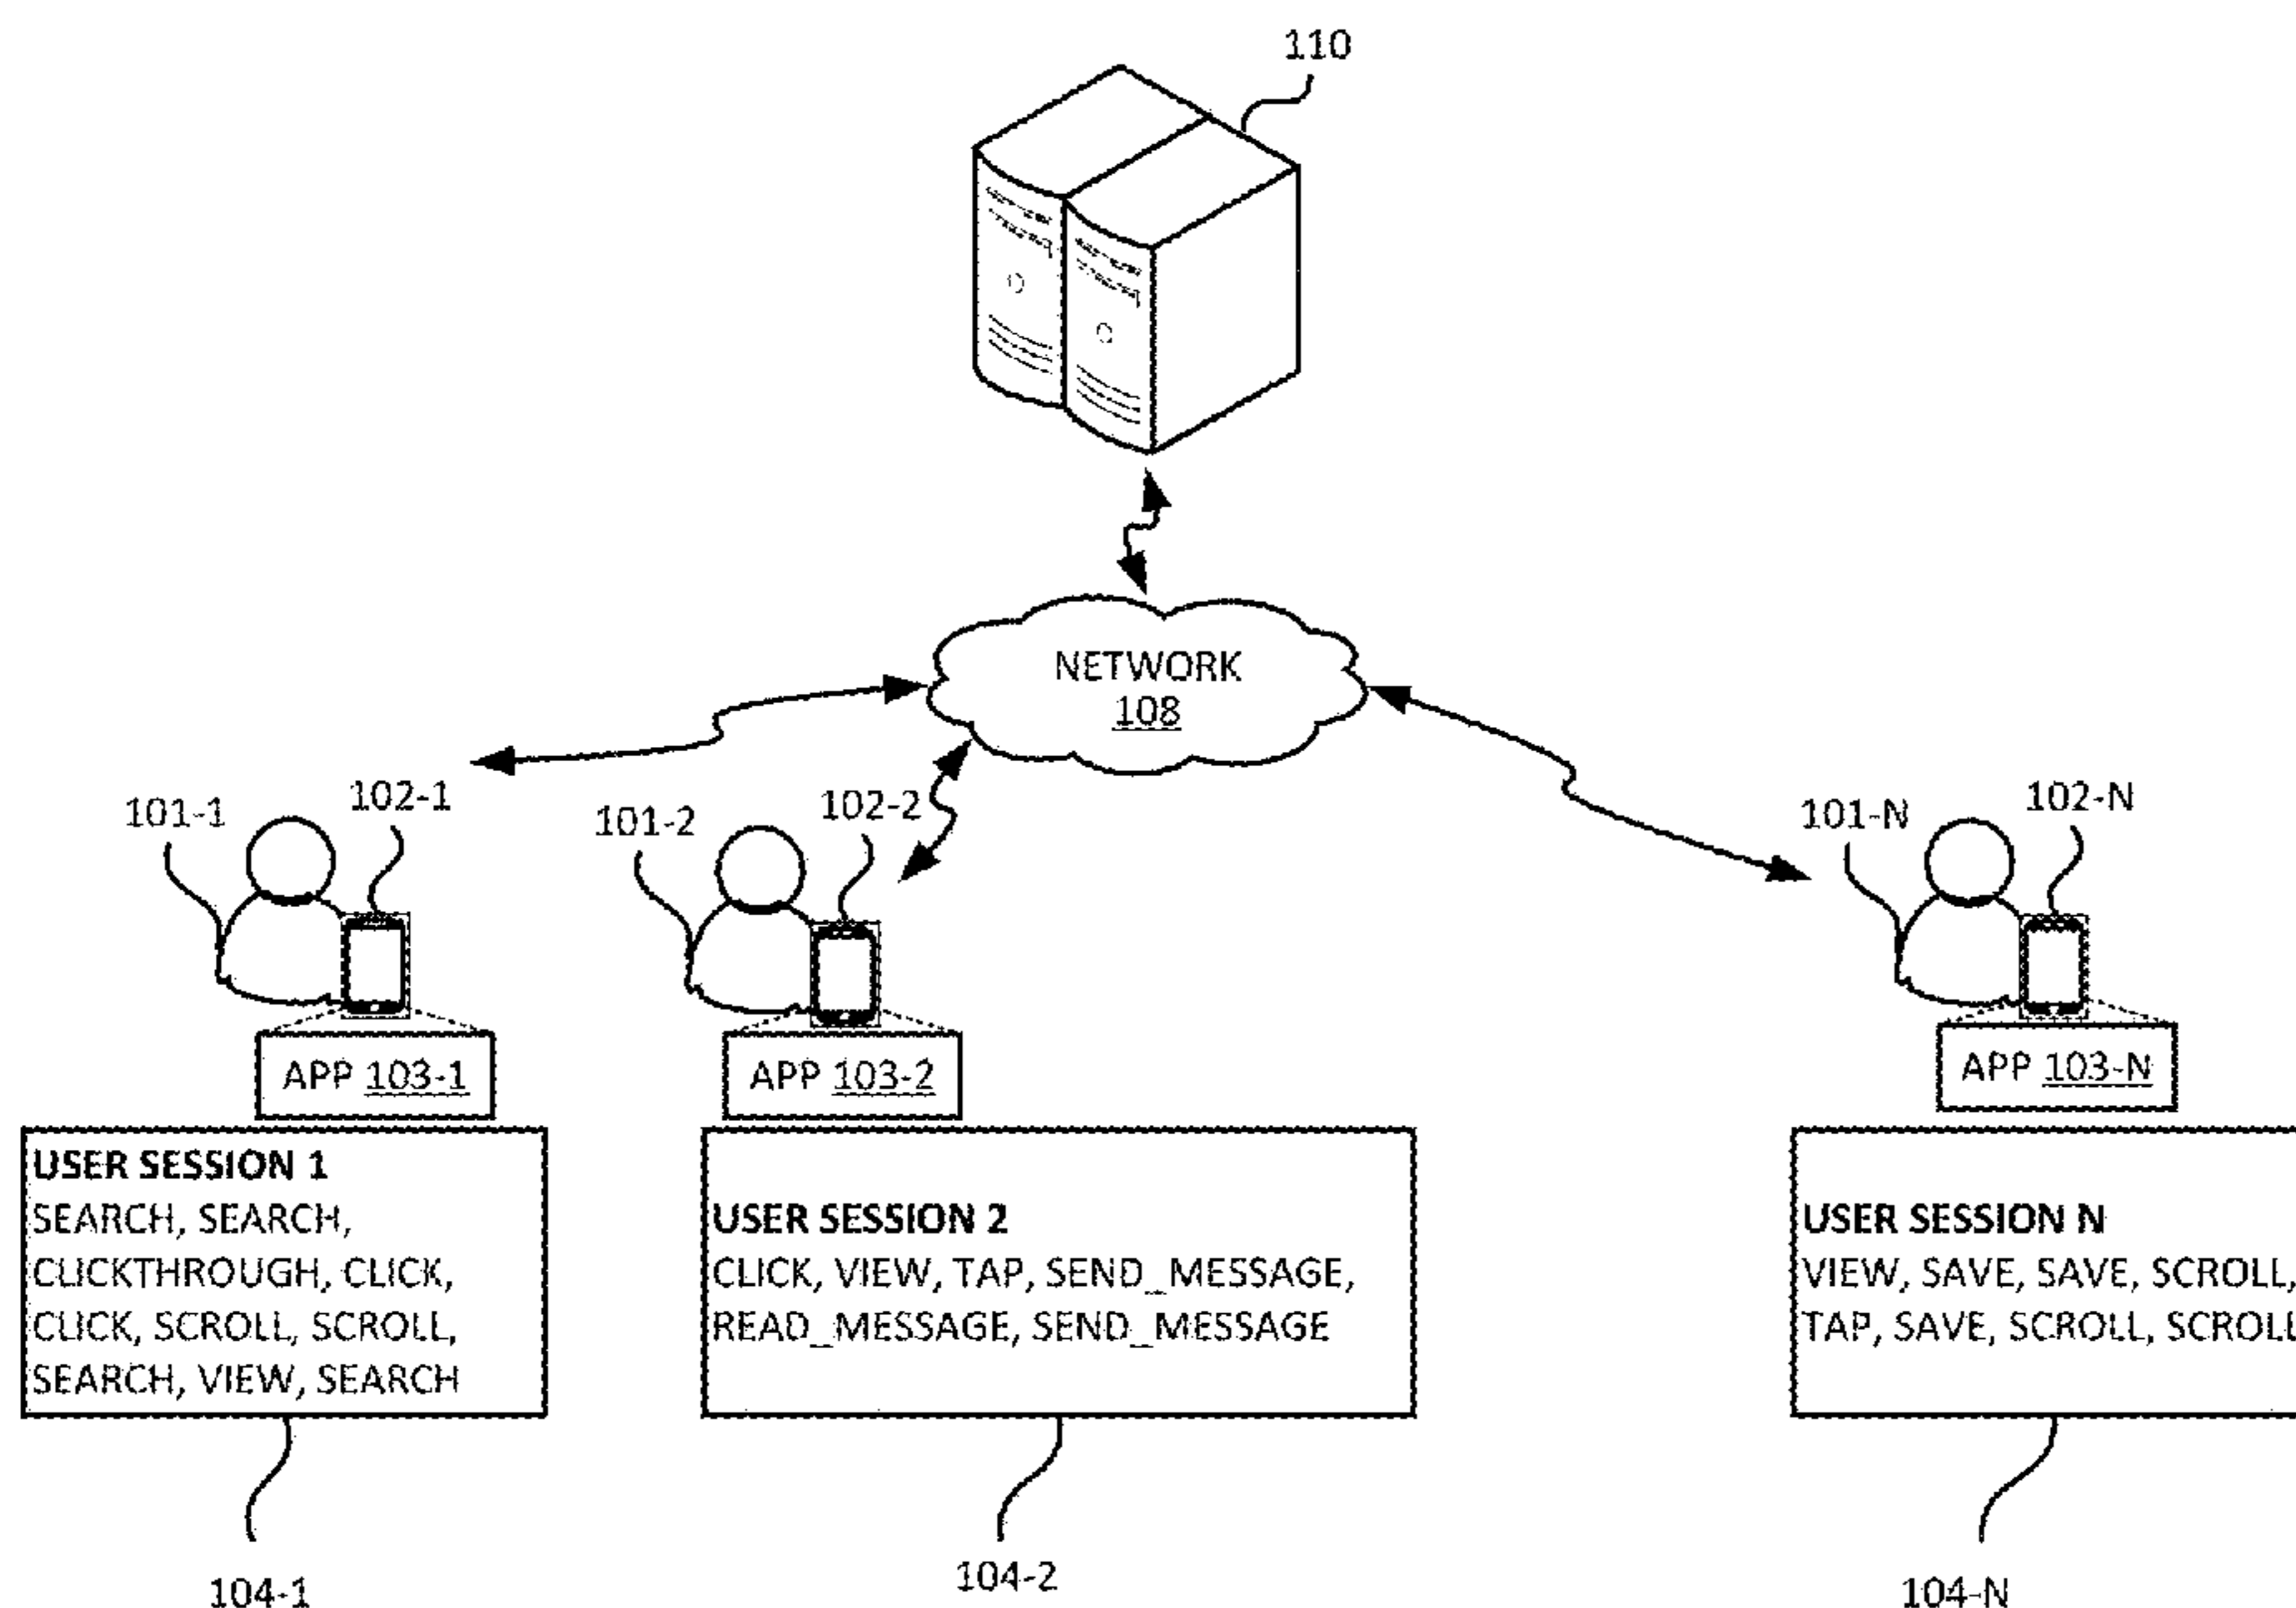 110
NETWORK
108
101-1
102-1
101-2
102-2
101-N
102-N
APP 103-1
APP 103-2
APP 103-N
USER SESSION 1
SEARCH, SEARCH,
CLICKTHROUGH, CLICK,
CLICK, SCROLL, SCROLL,
SEARCH, VIEW, SEARCH
USER SESSION 2
CLICK, VIEW, TAP, SEND_MESSAGE,
READ_MESSAGE, SEND_MESSAGE
USER SESSION N
VIEW, SAVE, SAVE, SCROLL,
TAP, SAVE, SCROLL, SCROLL
104-1
104-2
104-N